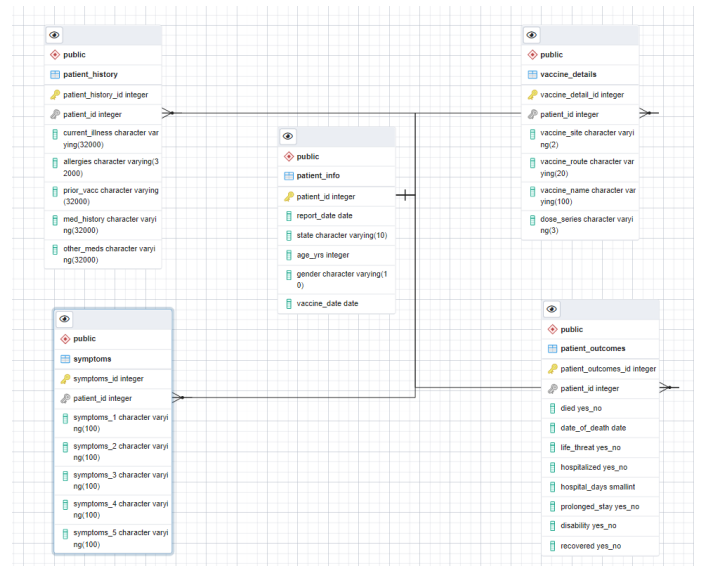 public
patient_history
patient_history_id integer
patient_id integer
current_illness character var
ying(32000)
allergies character varying(3
2000)
prior_vacc character varying
(32000)
med_history character varyi
ng(32000)
other_meds character varyi
ng(32000)
public
patient_info
patient_id integer
report_date date
state character varying(10)
age_yrs integer
gender character varying(1
0)
vaccine_date date
public
vaccine_details
vaccine_detail_id integer
patient_id integer
vaccine_site character varyi
ng(2)
vaccine_route character var
ying(20)
vaccine_name character var
ying(100)
dose_series character varyi
ng(3)
public
symptoms
symptoms_id integer
patient_id integer
symptoms_1 character varyi
ng(100)
symptoms_2 character varyi
ng(100)
symptoms_3 character varyi
ng(100)
symptoms_4 character varyi
ng(100)
symptoms_5 character varyi
ng(100)
public
patient_outcomes
patient_outcomes_id integer
patient_id integer
died yes_no
date_of_death date
life_threat yes_no
hospitalized yes_no
hospital_days smallint
prolonged_stay yes_no
disability yes_no
recovered yes_no